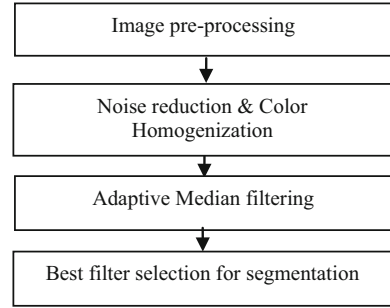 Image pre-processing
Noise reduction & Color
Homogenization
Adaptive Median filtering
Best filter selection for segmentation